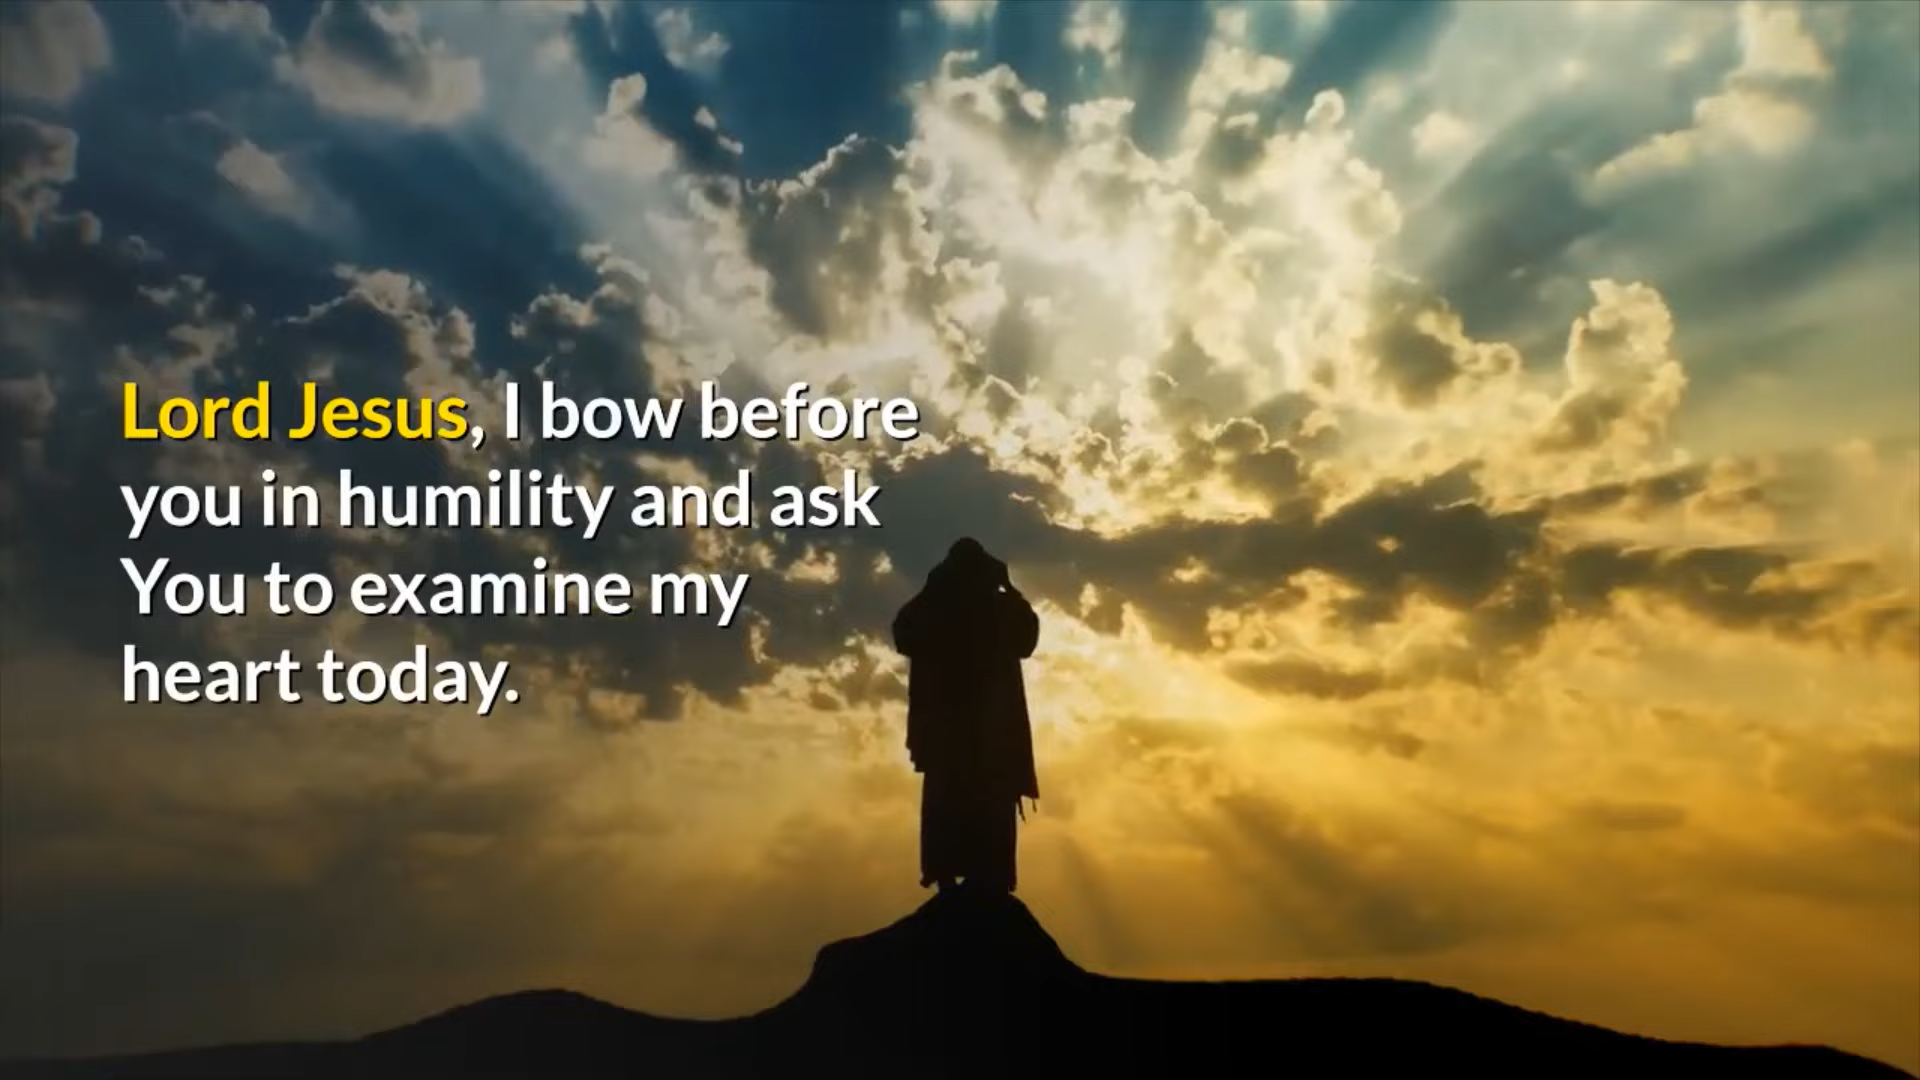 Lord Jesus, I bow before
you in humility and ask
You to examine my
heart today.